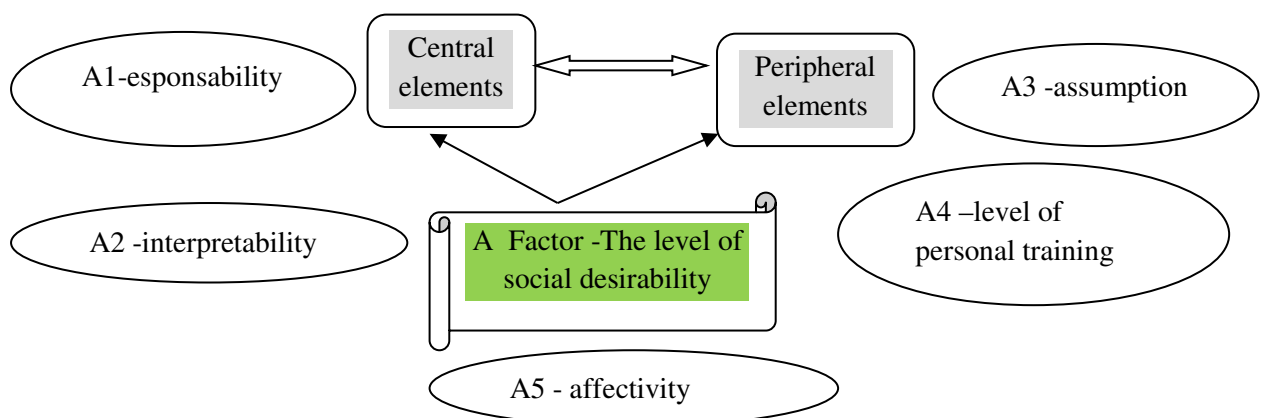 A1-esponsability
Central
elements
Peripheral
elements
A3 -assumption
A2 -interpretability
A Factor -The level of
social desirability
A4 –level of
personal training
A5 - affectivity